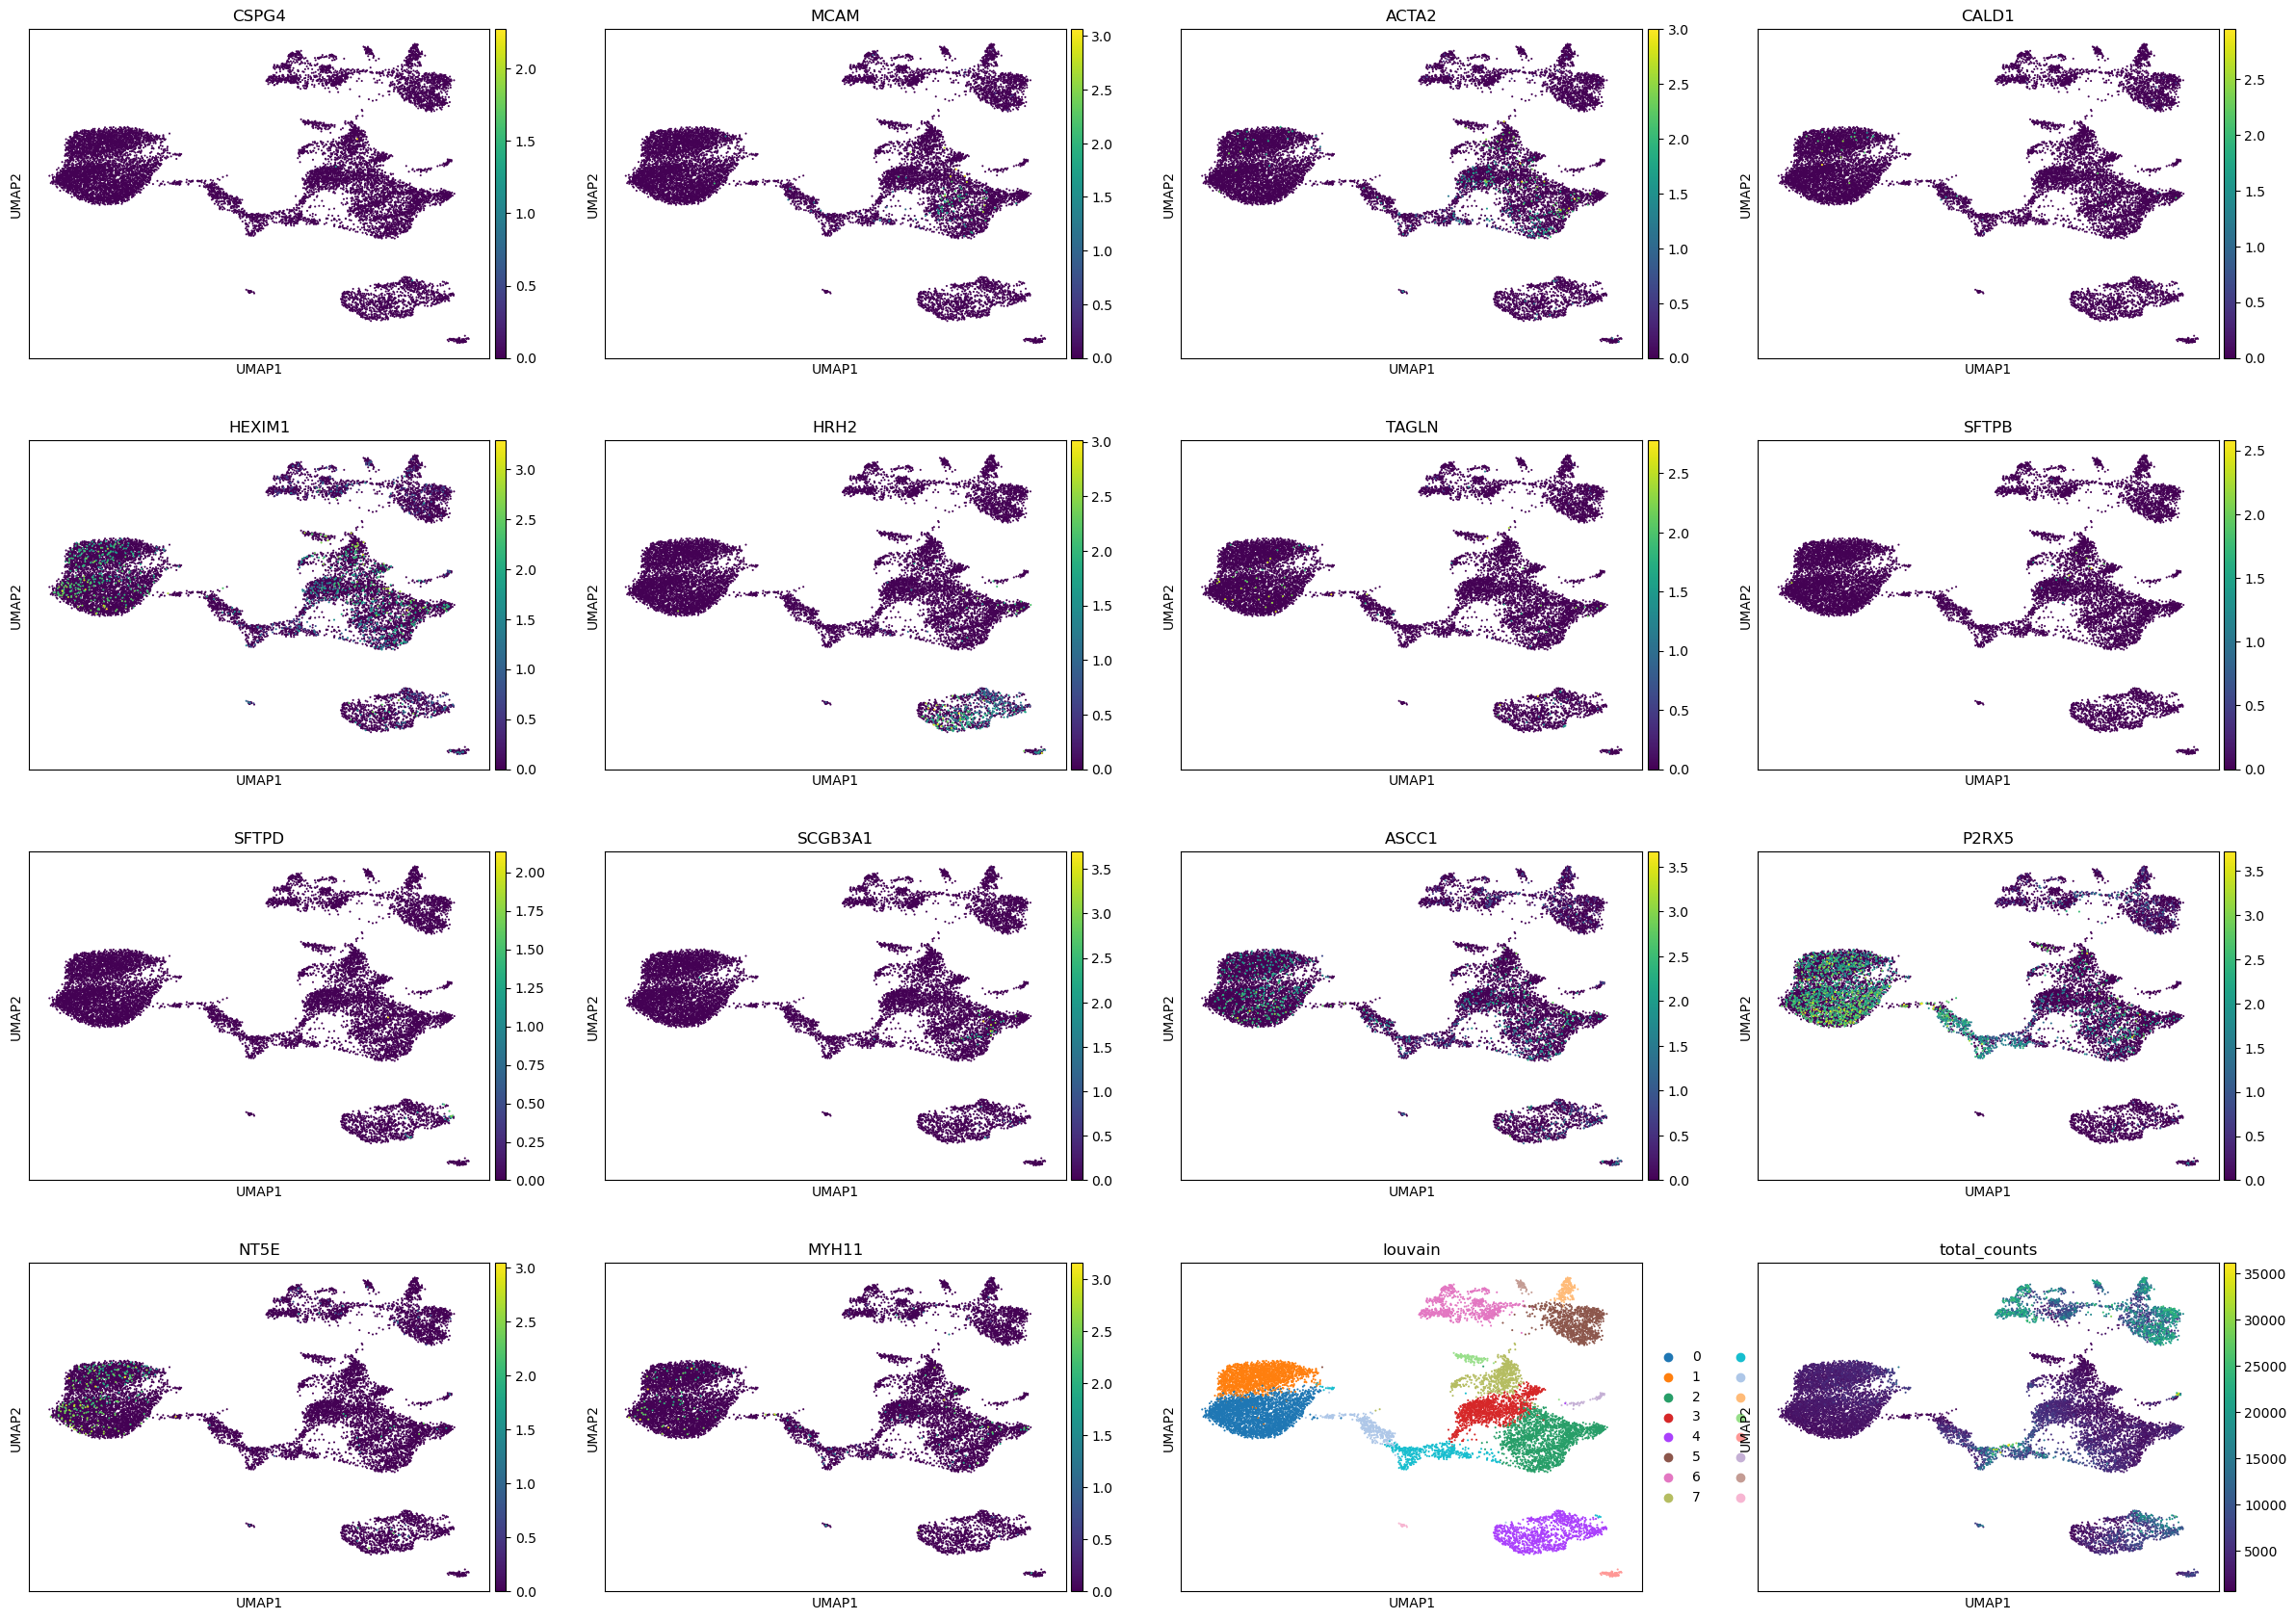 CSPG4
MCAM
ACTA2
CALD1
UMAP2
UMAP1
2.0
1.5
1.0
0.5
0.0
UMAP2
UMAP1
3.0
2.5
2.0
1.5
1.0
0.5
0.0
UMAP2
UMAP1
3.0
2.5
2.0
1.5
1.0
0.5
0.0
UMAP2
UMAP1
2.5
2.0
1.5
1.0
0.5
0.0
HEXIM1
HRH2
TAGLN
SFTPB
UMAP2
UMAP1
3.0
2.5
2.0
1.5
1.0
0.5
0.0
UMAP2
UMAP1
3.0
2.5
2.0
1.5
1.0
0.5
0.0
UMAP2
UMAP1
2.5
2.0
1.5
1.0
0.5
0.0
UMAP2
UMAP1
2.5
2.0
1.5
1.0
0.5
0.0
SFTPD
SCGB3A1
ASCC1
P2RX5
UMAP2
UMAP1
2.00
1.75
1.50
1.25
1.00
0.75
0.50
0.25
0.00
UMAP2
UMAP1
3.5
3.0
2.5
2.0
1.5
1.0
0.5
0.0
UMAP2
UMAP1
3.5
3.0
2.5
2.0
1.5
1.0
0.5
0.0
UMAP2
UMAP1
3.5
3.0
2.5
2.0
1.5
1.0
0.5
0.0
NT5E
MYH11
louvain
total_counts
UMAP2
UMAP1
3.0
2.5
2.0
1.5
1.0
0.5
0.0
UMAP2
UMAP1
3.0
2.5
2.0
1.5
1.0
0.5
0.0
UMAP2
UMAP1
0
1
2
3
4
5
6
7
UMAP2
UMAP1
35000
30000
25000
20000
15000
10000
5000